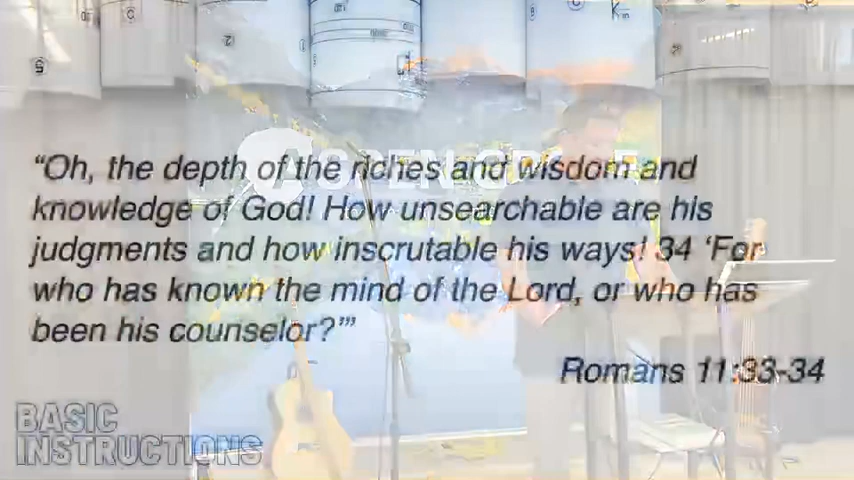 “Oh, the depth of the riches and wisdom and
knowledge of God! How unsearchable are his
judgments and how inscrutable his ways! 34 ‘For
who has known the mind of the Lord, or who has
been his counselor?’”
Romans 11:33-34
BASIC
INSTRUCTIONS